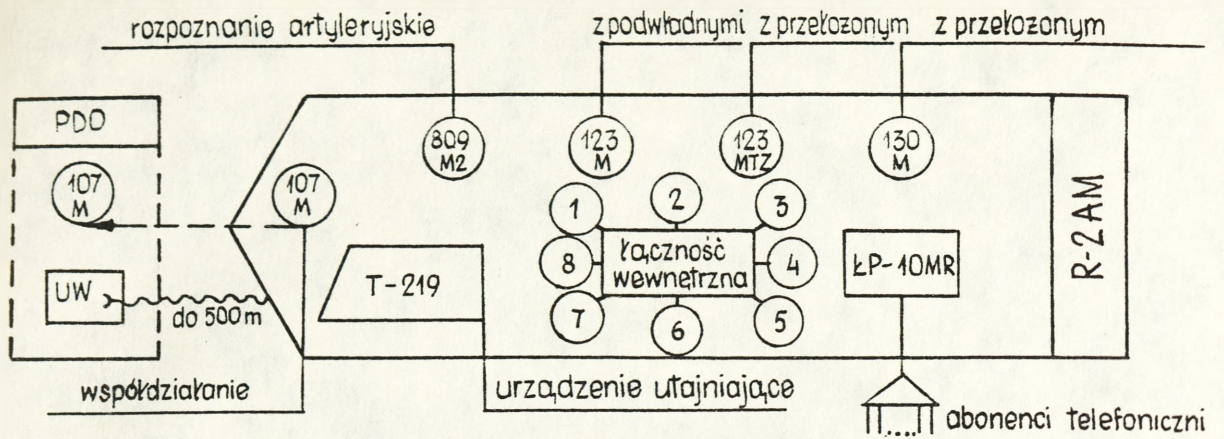 rozpoznanie artyleryjskie
z podwładnymi
z przełożonym
z przełożonym
PDO
107
M
107
M
809
M2
123
M
123
MTZ
130
M
R-2AM
1
2
3
8
łączność
wewnętrzna
4
7
6
5
T-219
ŁP-10MR
UW
do 500m
współdziałanie
urządzenie utajniające
abonenci telefoniczni